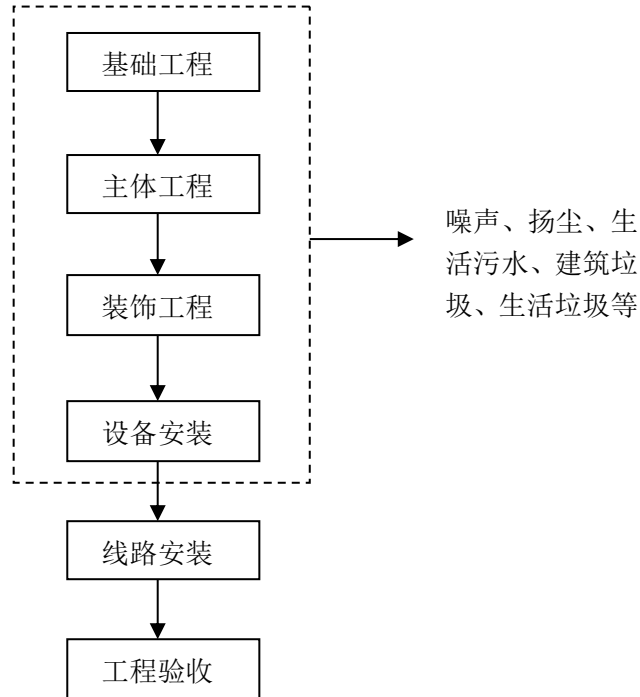 基础工程
主体工程
装饰工程
设备安装
线路安装
工程验收
噪声、扬尘、生
活污水、建筑垃
圾、生活垃圾等